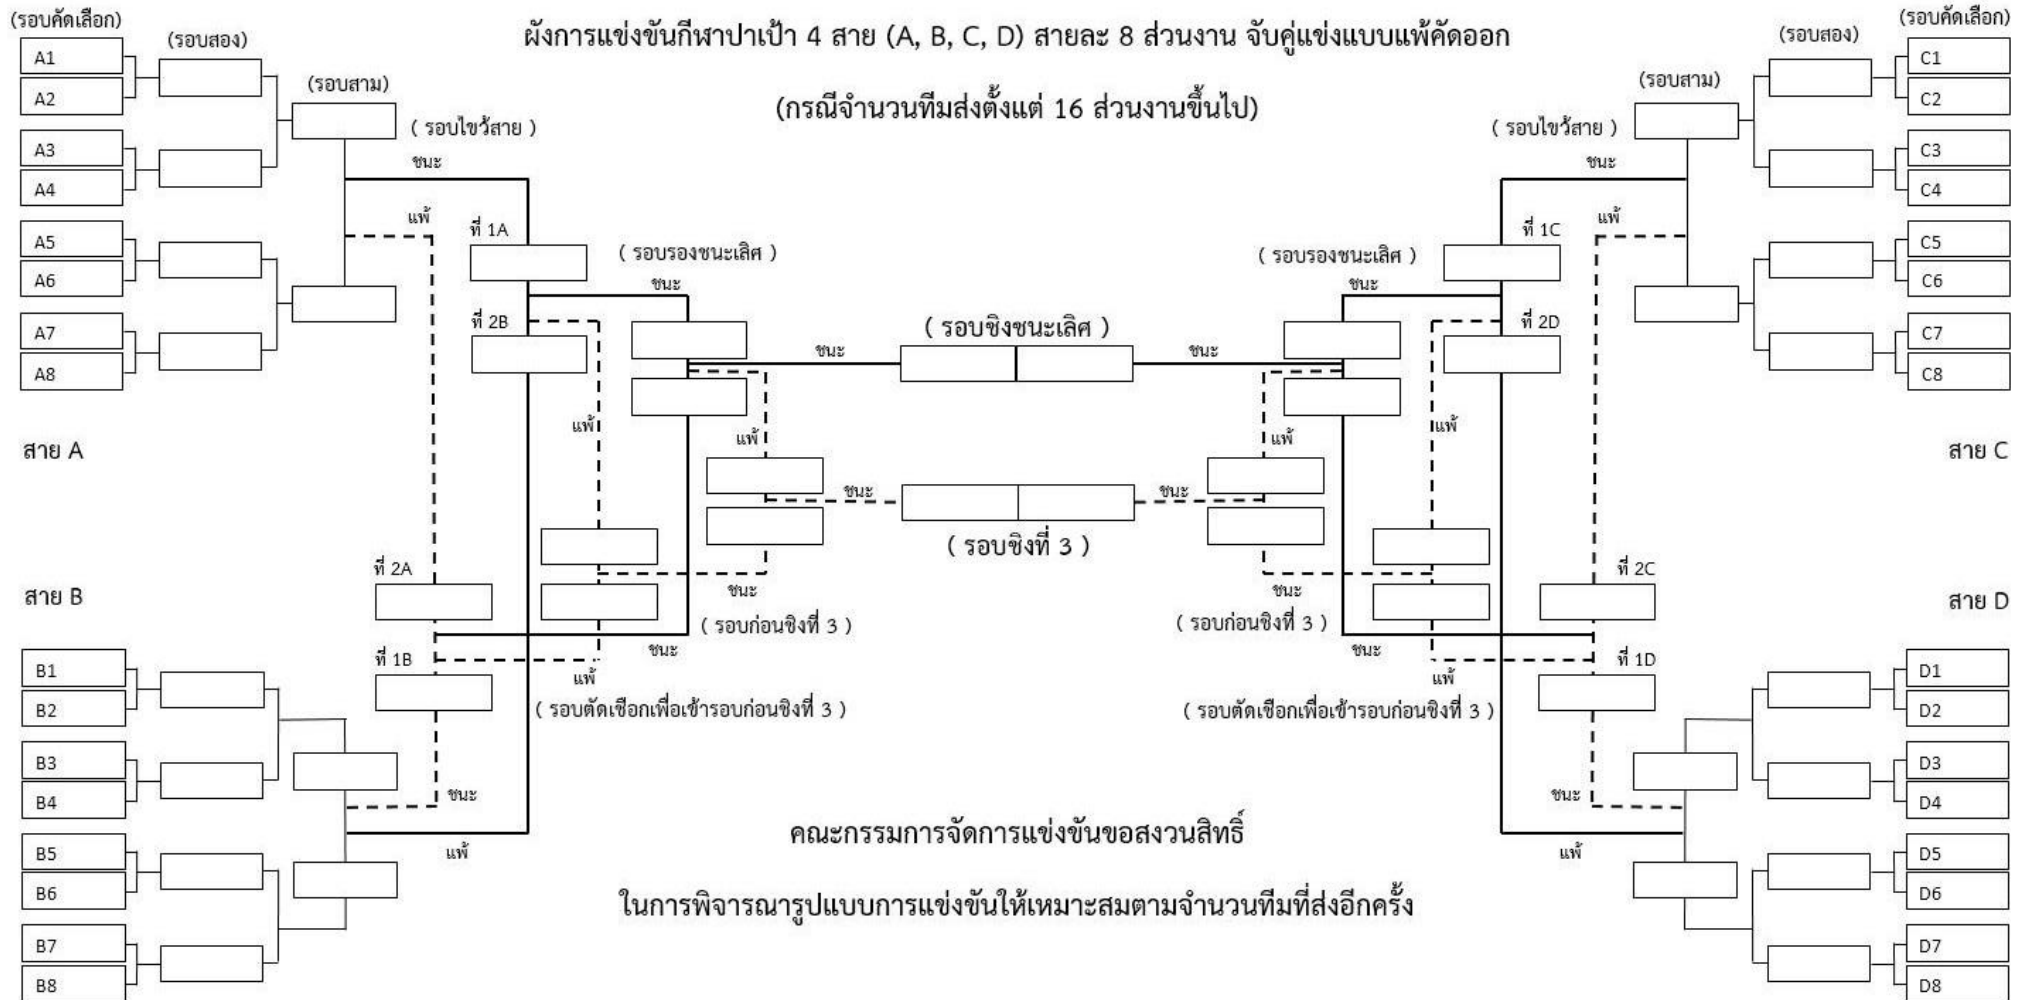 ผังการแข่งขันกีฬาปาเป้า 4 สาย (A, B, C, D) สายละ 8 ส่วนงาน จับคู่แข่งแบบแพ้คัดออก
(กรณีจำนวนทีมส่งตั้งแต่ 16 ส่วนงานขึ้นไป)
(รอบคัดเลือก)
(รอบสอง)
(รอบสาม)
( รอบไขว้สาย )
A1
A2
A3
A4
A5
A6
A7
A8
ชนะ
แพ้
ที่ 1A
ที่ 2B
( รอบรองชนะเลิศ )
ชนะ
แพ้
ชนะ
แพ้
( รอบชิงชนะเลิศ )
ชนะ
( รอบรองชนะเลิศ )
ชนะ
แพ้
แพ้
ที่ 1C
ที่ 2D
( รอบไขว้สาย )
ชนะ
แพ้
(รอบสาม)
(รอบสอง)
(รอบคัดเลือก)
C1
C2
C3
C4
C5
C6
C7
C8
สาย A
สาย C
ชนะ
ชนะ
( รอบชิงที่ 3 )
สาย B
สาย D
ที่ 2A
ที่ 1B
ชนะ
( รอบก่อนชิงที่ 3 )
ชนะ
แพ้
( รอบตัดเชือกเพื่อเข้ารอบก่อนชิงที่ 3 )
ชนะ
แพ้
B1
B2
B3
B4
B5
B6
B7
B8
ชนะ
( รอบก่อนชิงที่ 3 )
ชนะ
แพ้
( รอบตัดเชือกเพื่อเข้ารอบก่อนชิงที่ 3 )
ที่ 2C
ที่ 1D
ชนะ
แพ้
D1
D2
D3
D4
D5
D6
D7
D8
คณะกรรมการจัดการแข่งขันขอสงวนสิทธิ์
ในการพิจารณารูปแบบการแข่งขันให้เหมาะสมตามจำนวนทีมที่ส่งอีกครั้ง